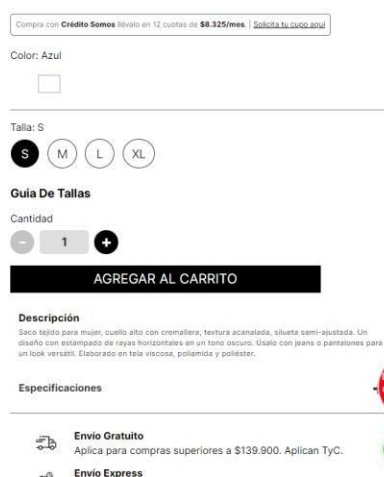 Compra con Crédito Somos llévalo en 12 cuotas de $8.325/mes. | Solicita tu cupo aquí
Color: Azul
Talla: S
S M L XL
Guia De Tallas
Cantidad
- 1 +
AGREGAR AL CARRITO
Descripción
Saco tejido para mujer, cuello alto con cremallera, textura acanalada, silueta semi-ajustada. Un
diseño con estampado de rayas horizontales en un tono oscuro. Úsalo con jeans o pantalones para
un look versátil. Elaborado en tela viscosa, poliamida y poliéster.
Especificaciones
Envío Gratuito
Aplica para compras superiores a $139.900. Aplican TyC.
Envío Express